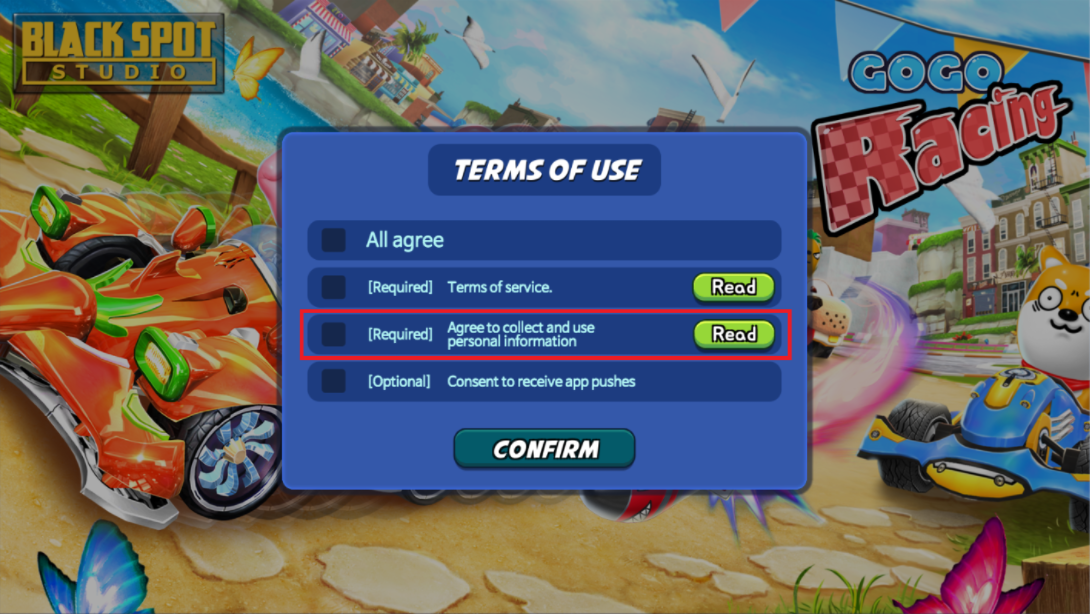 BLACK SPOT
STUDIO
GOGO
Racing
TERMS OF USE
All agree
[Required] Terms of service. Read
[Required] Agree to collect and use
personal information Read
[Optional] Consent to receive app pushes
CONFIRM